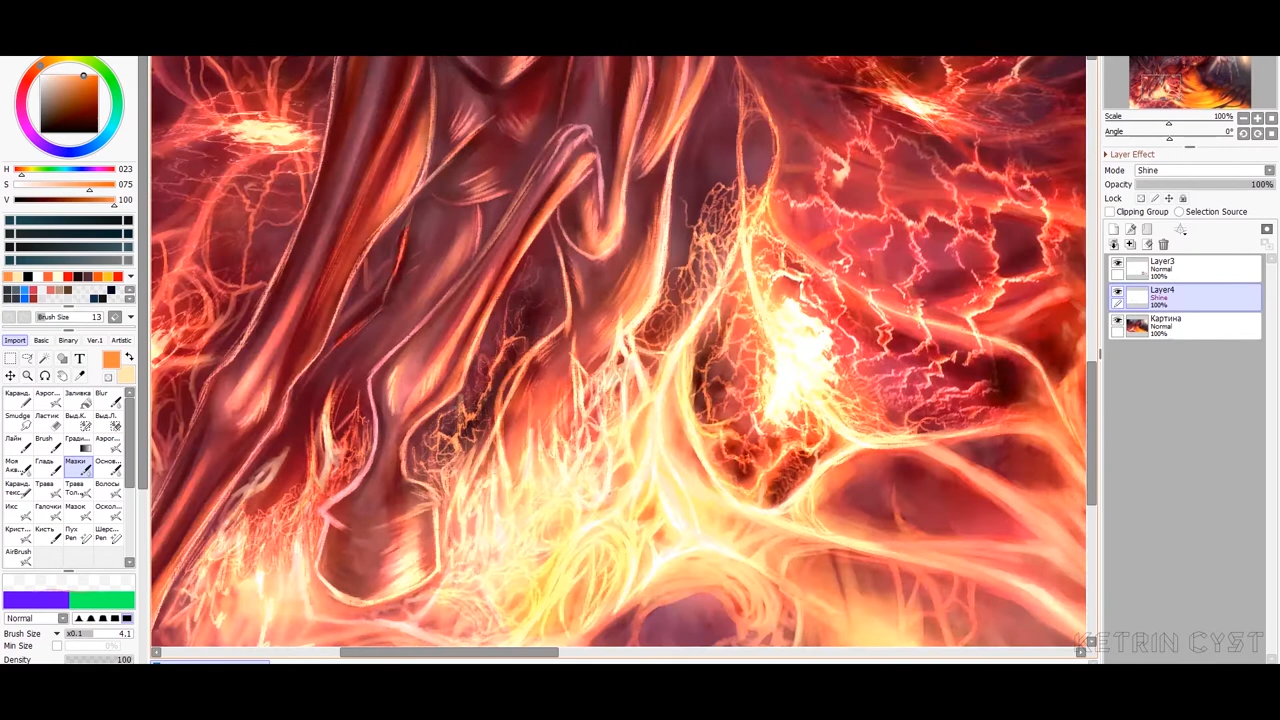 H 023
S 075
V 100
Brush Size 13
Import Basic Binary Ver.1 Artistic
T
Каранд. Аэрог... Заливка Blur
Smudge Ластик Выд.К. Выд.Л.
Лайн Brush Гради... Аэрог...
Моя Акв... Гладь Мазки Основ...
Каранд. текс... Трава Трава Тол... Волосы
Икс Галочки Мазок Оскол...
Крист... Кисть Пух Pen Шерс... Pen
AirBrush
Normal
Brush Size x0.1 4.1
Min Size 0%
Density 100
Scale 100%
Angle 0°
Layer Effect
Mode Shine
Opacity 100%
Lock
Clipping Group Selection Source
Layer3
Normal
100%
Layer4
Shine
100%
Картина
Normal
100%
KETRIN CYST